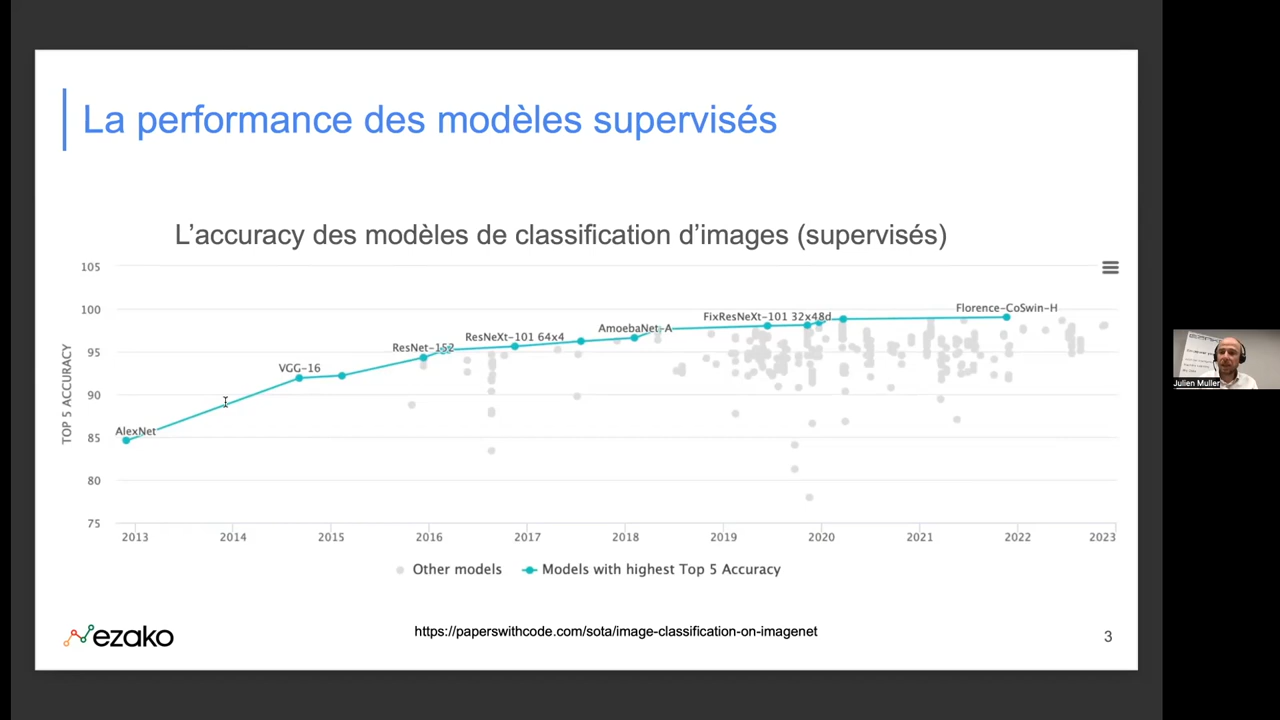 La performance des modèles supervisés
L'accuracy des modèles de classification d'images (supervisés)
TOP 5 ACCURACY
105
100
95
90
85
80
75
AlexNet
VGG-16
ResNet-152
ResNeXt-101 64x4
AmoebaNet-A
FixResNeXt-101 32x48d
Florence-CoSwin-H
2013 2014 2015 2016 2017 2018 2019 2020 2021 2022 2023
Other models Models with highest Top 5 Accuracy
ezako
https://paperswithcode.com/sota/image-classification-on-imagenet
3
Julien Muller